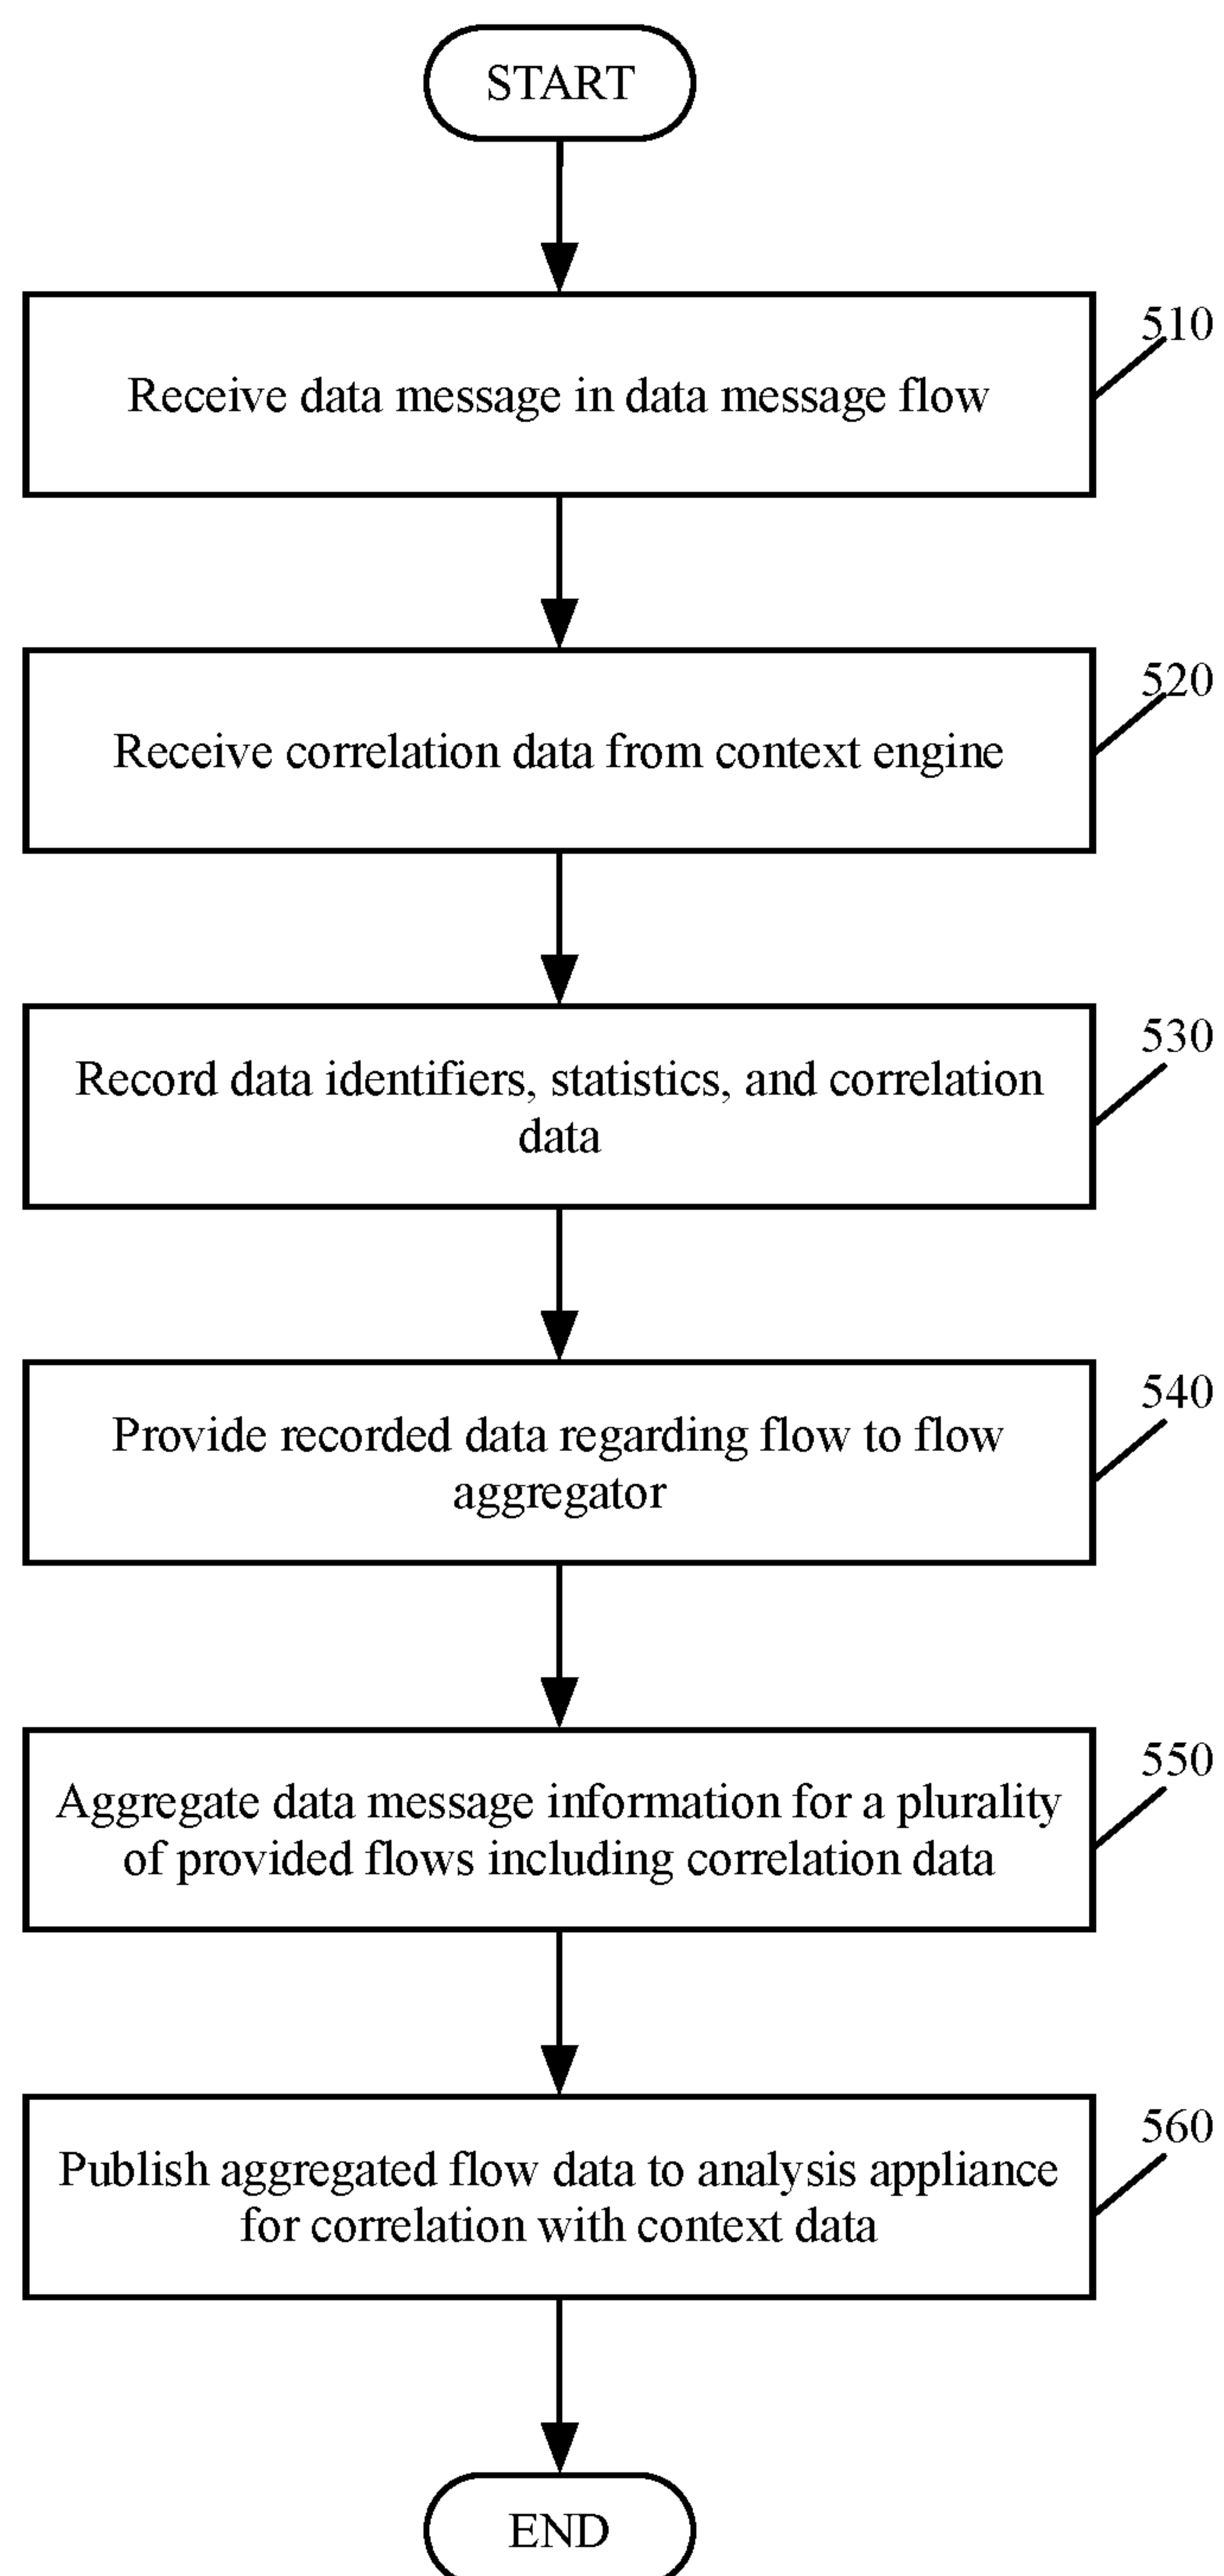 START
510
Receive data message in data message flow
520
Receive correlation data from context engine
530
Record data identifiers, statistics, and correlation
data
540
Provide recorded data regarding flow to flow
aggregator
550
Aggregate data message information for a plurality
of provided flows including correlation data
560
Publish aggregated flow data to analysis appliance
for correlation with context data
END